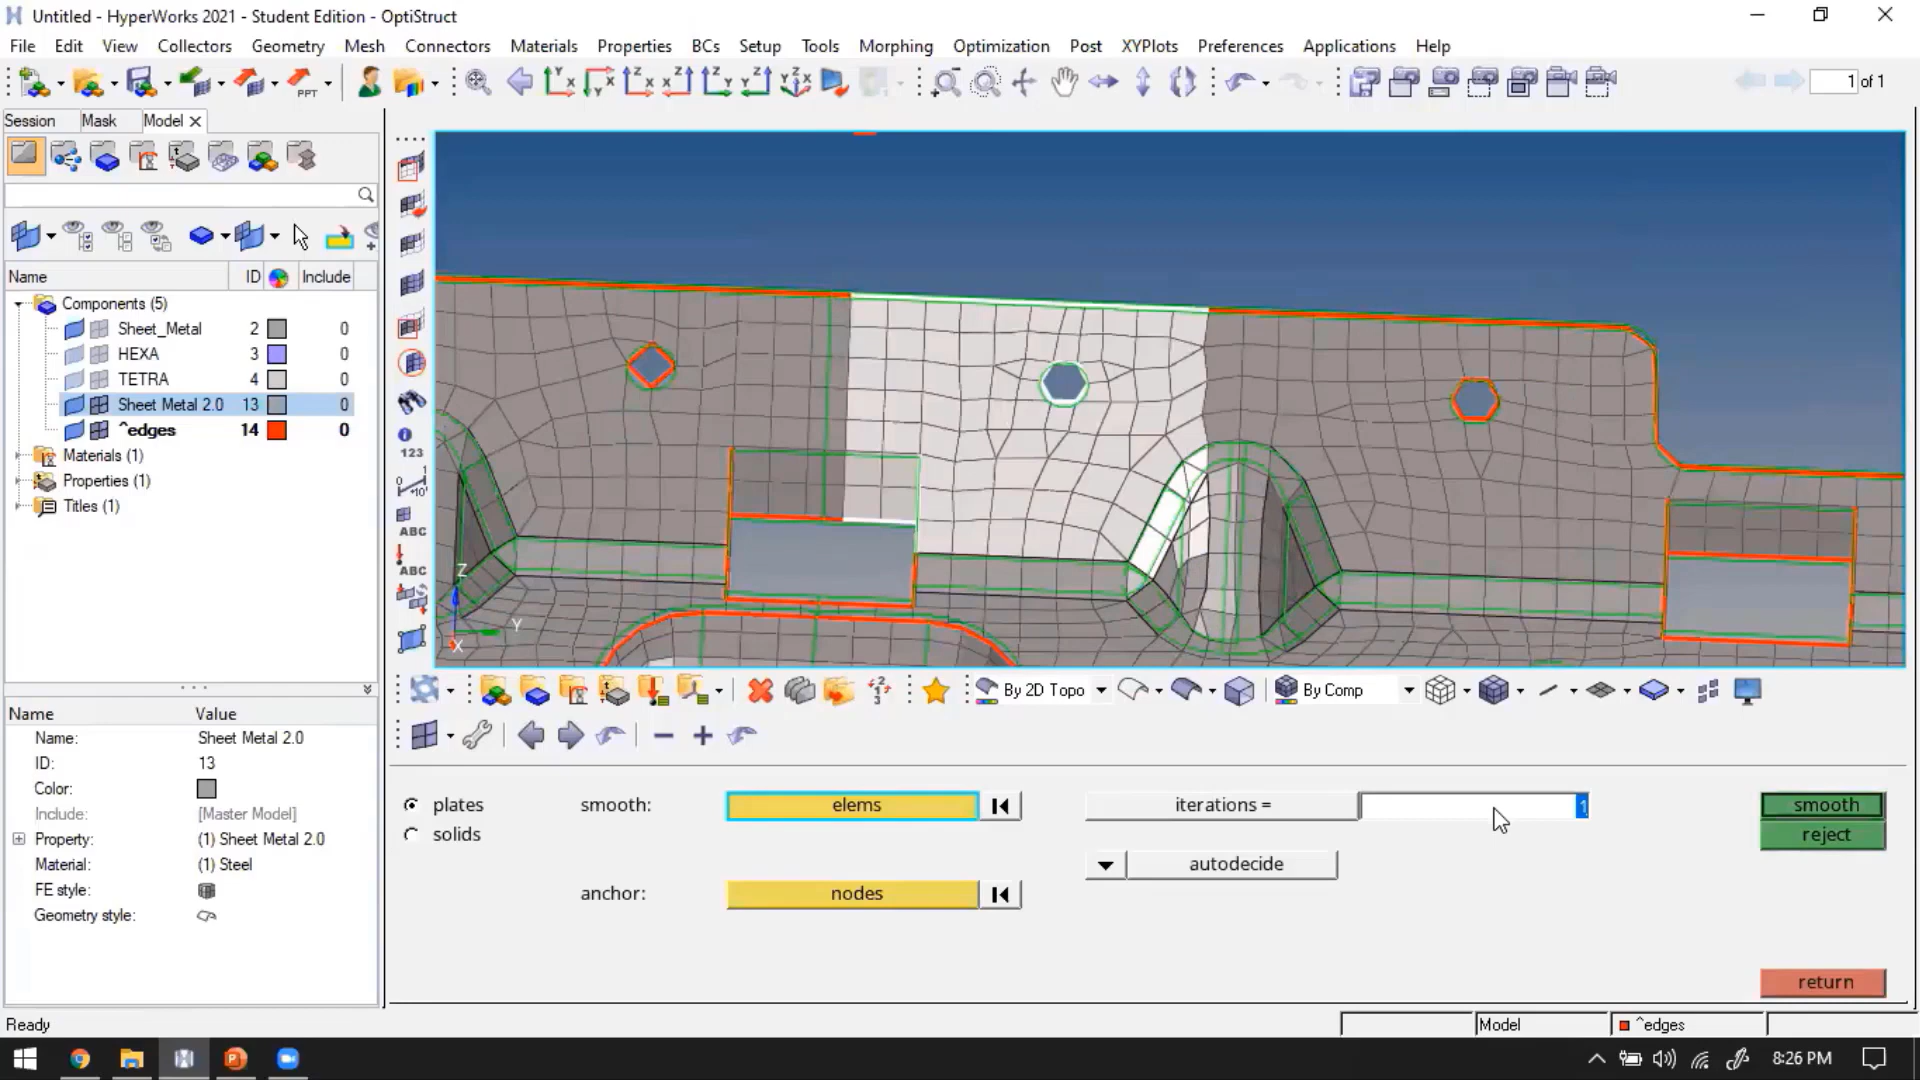 Untitled - HyperWorks 2021 - Student Edition - OptiStruct
File Edit View Collectors Geometry Mesh Connectors Materials Properties BCs Setup Tools Morphing Optimization Post XYPlots Preferences Applications Help
PPT
1 of 1
Session Mask Model
Name ID Include
Components (5)
Sheet_Metal 2 0
HEXA 3 0
TETRA 4 0
Sheet Metal 2.0 13 0
^edges 14 0
Materials (1)
Properties (1)
Titles (1)
123
ABC
ABC
Z
Y
X
By 2D Topo By Comp
Name Value
Name: Sheet Metal 2.0
ID: 13
Color:
Include: [Master Model]
Property: (1) Sheet Metal 2.0
Material: (1) Steel
FE style:
Geometry style:
plates smooth: elems iterations = 1 smooth
solids reject
autodecide
anchor: nodes
return
Ready Model ^edges
8:26 PM